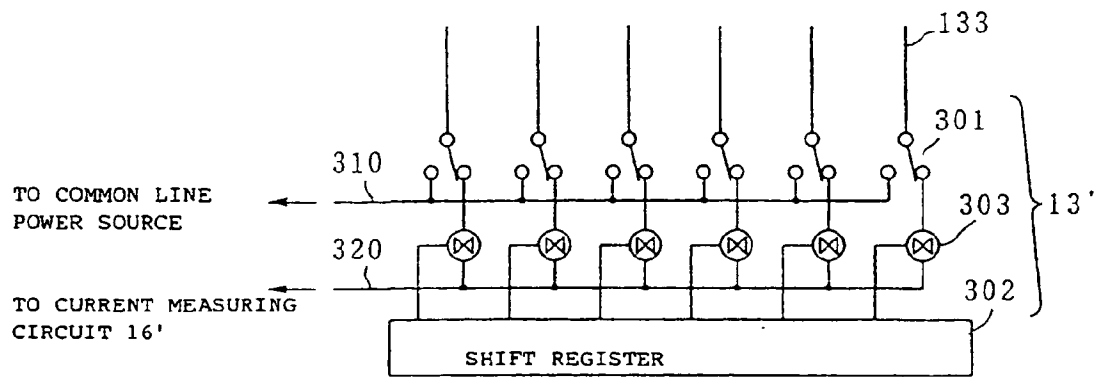 133
301
310
TO COMMON LINE
POWER SOURCE
303
13'
320
TO CURRENT MEASURING
CIRCUIT 16'
302
SHIFT REGISTER